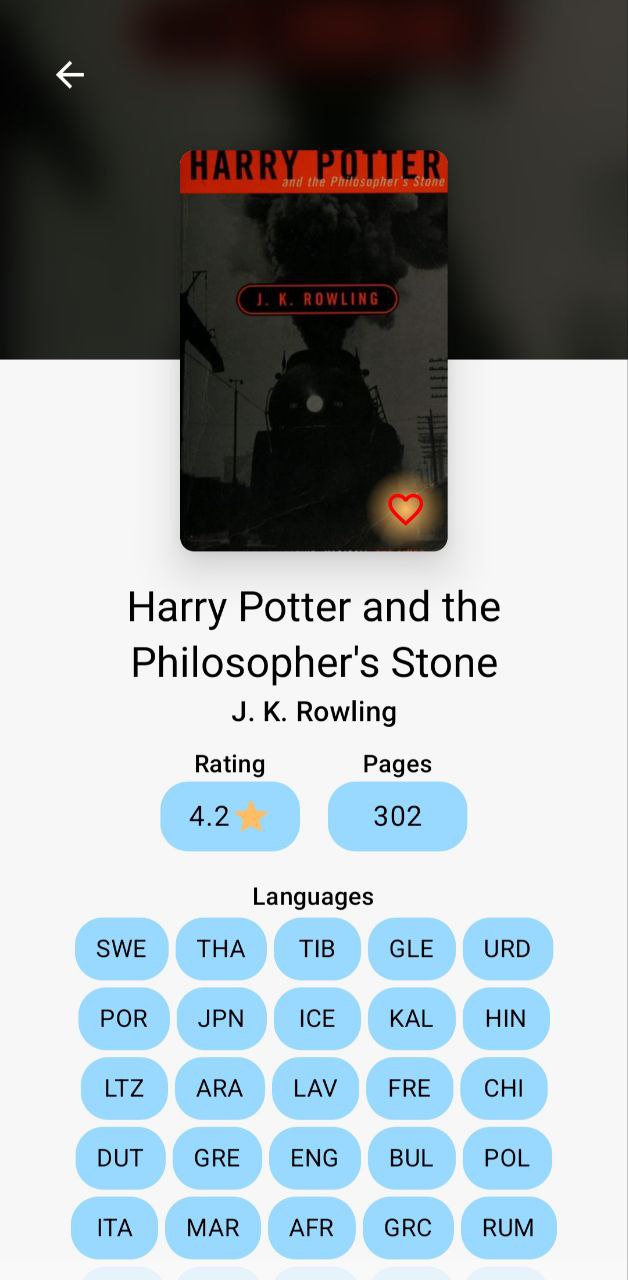 HARRY POTTER
and the Philosopher's Stone
J. K. ROWLING
Harry Potter and the
Philosopher's Stone
J. K. Rowling
Rating Pages
4.2 302
Languages
SWE THA TIB GLE URD
POR JPN ICE KAL HIN
LTZ ARA LAV FRE CHI
DUT GRE ENG BUL POL
ITA MAR AFR GRC RUM